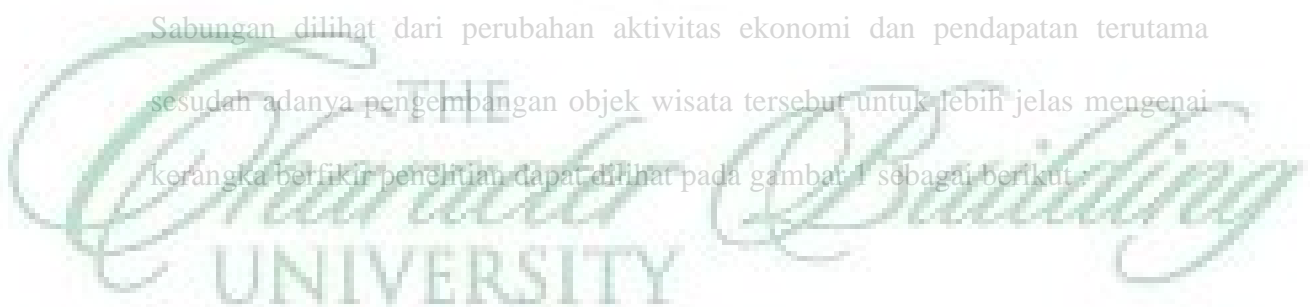 Sabungan dilihat dari perubahan aktivitas ekonomi dan pendapatan terutama
sesudah adanya pengembangan objek wisata tersebut untuk lebih jelas mengenai
kerangka berfikir penelitian dapat dilihat pada gambar 1 sebagai berikut :
THE
Character Building
UNIVERSITY